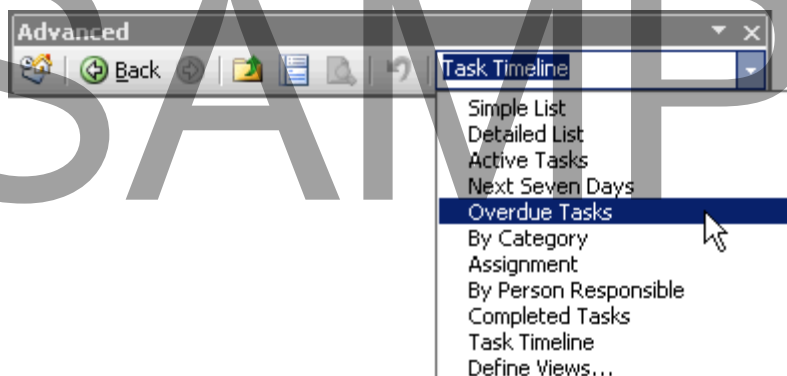 Advanced
Back
Task Timeline
Simple List
Detailed List
Active Tasks
Next Seven Days
Overdue Tasks
By Category
Assignment
By Person Responsible
Completed Tasks
Task Timeline
Define Views...
SAMP